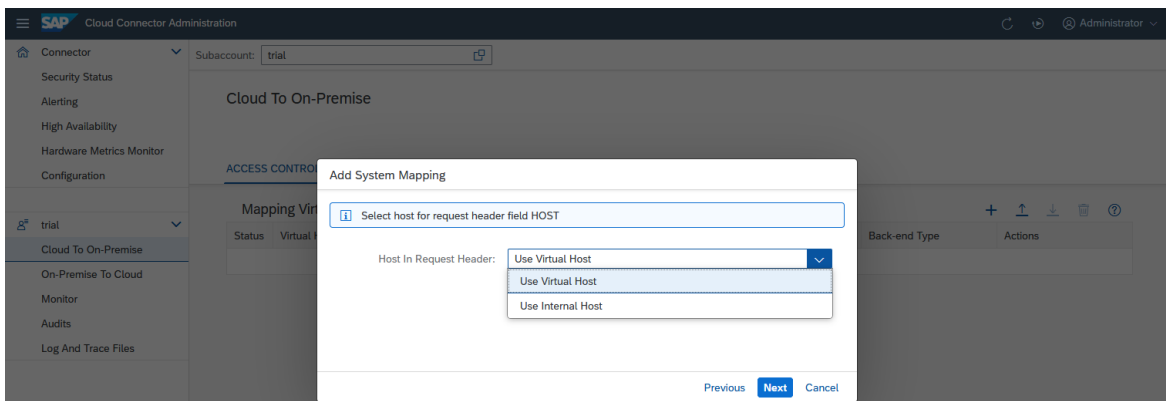 SAP Cloud Connector Administration Administrator
Connector
Security Status
Alerting
High Availability
Hardware Metrics Monitor
Configuration
trial
Cloud To On-Premise
On-Premise To Cloud
Monitor
Audits
Log And Trace Files
Subaccount: trial
Cloud To On-Premise
ACCESS CONTROL
Mapping Virt
Status Virtual H Back-end Type Actions
Add System Mapping
Select host for request header field HOST
Host In Request Header: Use Virtual Host
Use Virtual Host
Use Internal Host
Previous Next Cancel